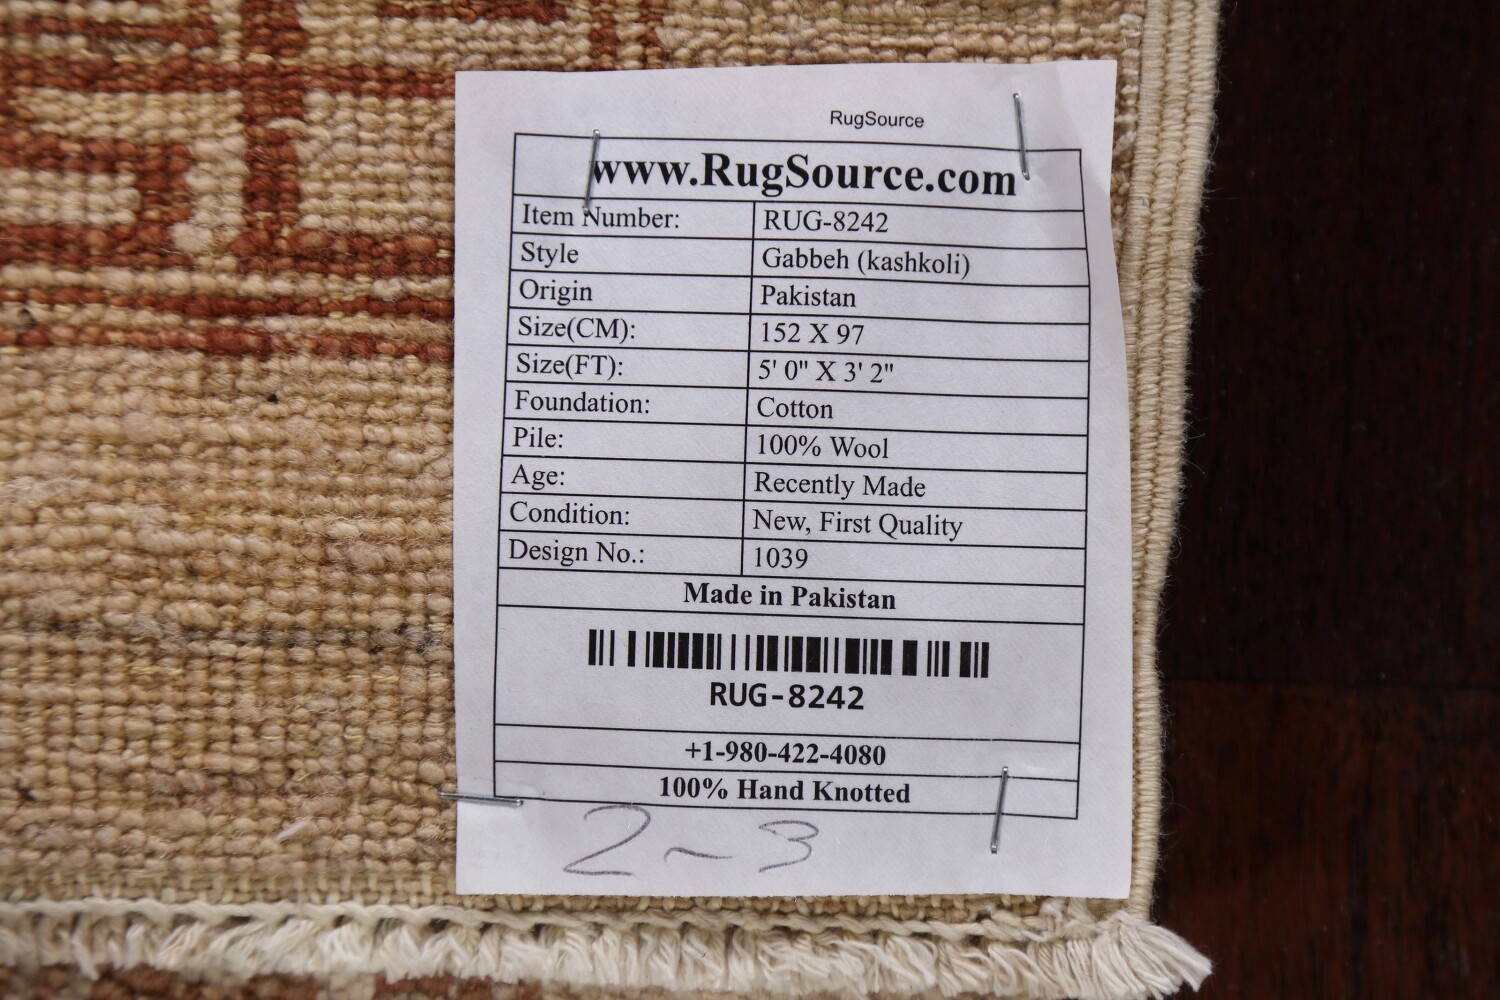 RugSource
www.RugSource.com
Item Number: RUG-8242
Style Gabbeh (kashkoli)
Origin Pakistan
Size(CM): 152 X 97
Size(FT): 5' 0" X 3' 2"
Foundation: Cotton
Pile: 100% Wool
Age: Recently Made
Condition: New, First Quality
Design No.: 1039
Made in Pakistan
RUG-8242
+1-980-422-4080
100% Hand Knotted
2~3